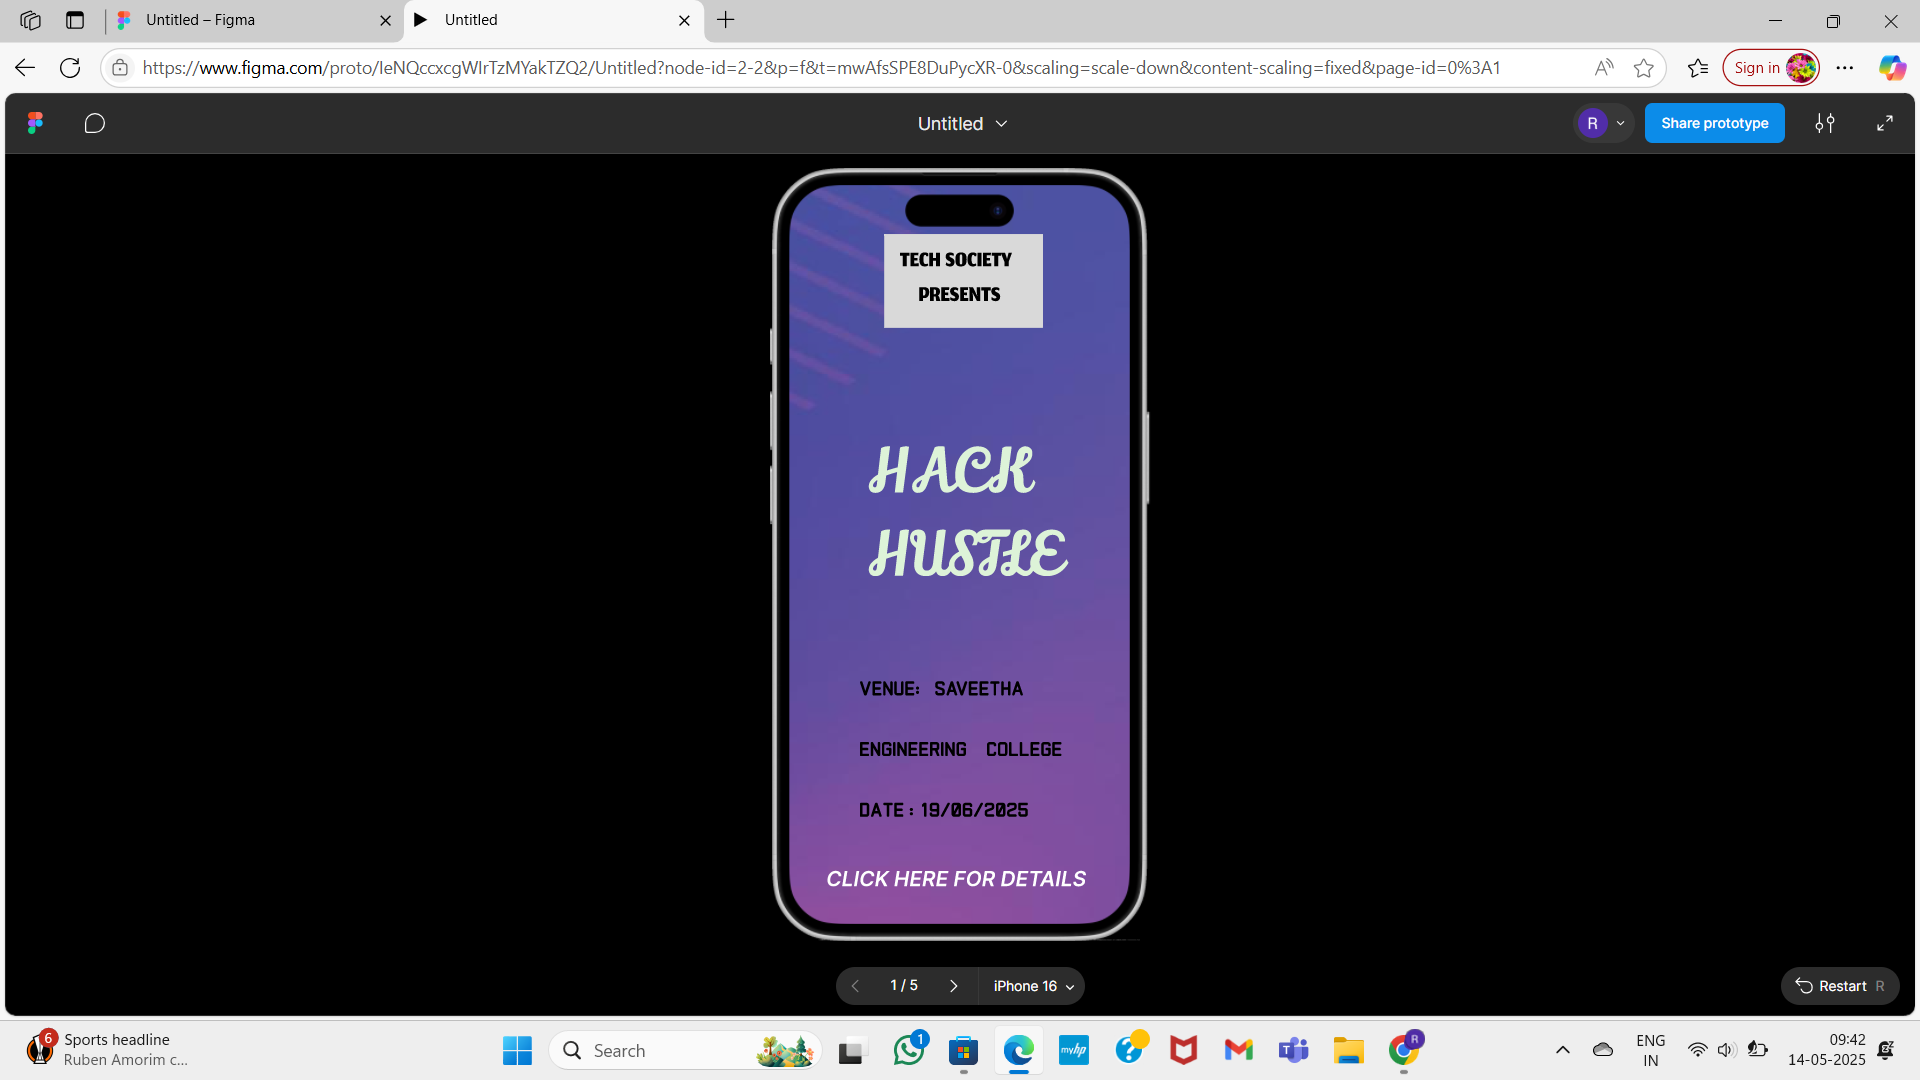 Untitled – Figma
Untitled
https://www.figma.com/proto/IeNQccxcgWIrTzMYakTZQ2/Untitled?node-id=2-2&p=f&t=mwAfsSPE8DuPycXR-0&scaling=scale-down&content-scaling=fixed&page-id=0%3A1
Sign in
Untitled
R
Share prototype
TECH SOCIETY
PRESENTS
HACK
HUSTLE
VENUE: SAVEETHA
ENGINEERING COLLEGE
DATE : 19/06/2025
CLICK HERE FOR DETAILS
1 / 5
iPhone 16
Restart R
6
Sports headline
Ruben Amorim c...
Search
1
myhp
R
ENG
IN
09:42
14-05-2025